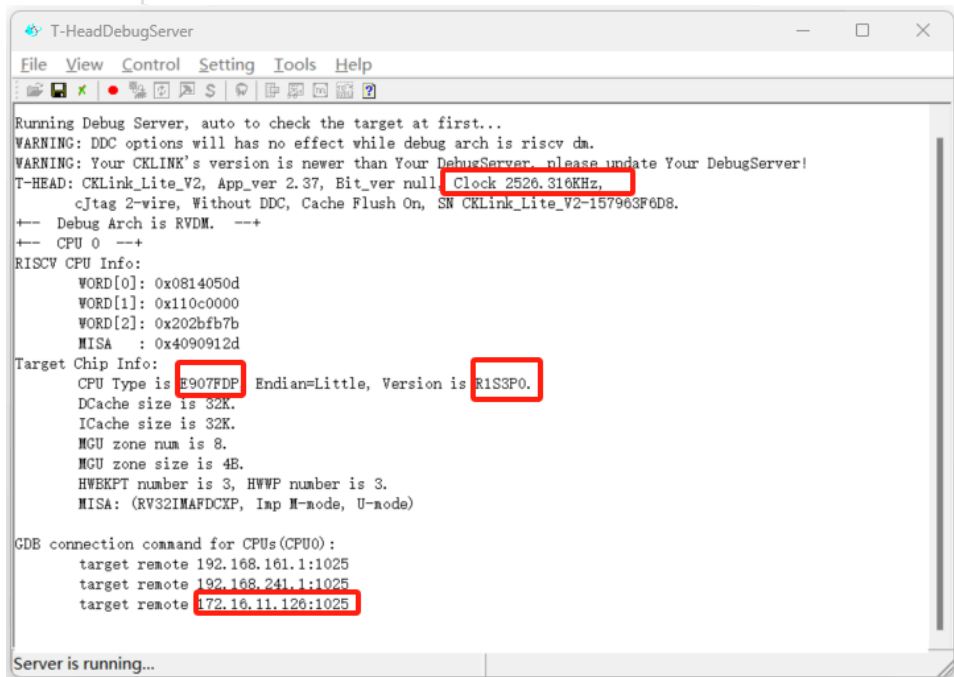 T-HeadDebugServer
File View Control Setting Tools Help
Running Debug Server, auto to check the target at first...
WARNING: DDC options will has no effect while debug arch is riscv dm.
WARNING: Your CKLINK's version is newer than Your DebugServer, please update Your DebugServer!
T-HEAD: CKLink_Lite_V2, App_ver 2.37, Bit_ver null, Clock 2526.316KHz,
cJtag 2-wire, Without DDC, Cache Flush On, SN CKLink_Lite_V2-157963F6D8.
+-- Debug Arch is RVDM. --+
+-- CPU 0 --+
RISCV CPU Info:
WORD[0]: 0x0814050d
WORD[1]: 0x110c0000
WORD[2]: 0x202bfb7b
MISA : 0x4090912d
Target Chip Info:
CPU Type is E907FDP, Endian=Little, Version is R1S3P0.
DCache size is 32K.
ICache size is 32K.
MGU zone num is 8.
MGU zone size is 4B.
HWBKPT number is 3, HWWP number is 3.
MISA: (RV32IMAFDCXP, Imp M-mode, U-mode)
GDB connection command for CPUs(CPU0):
target remote 192.168.161.1:1025
target remote 192.168.241.1:1025
target remote 172.16.11.126:1025
Server is running...